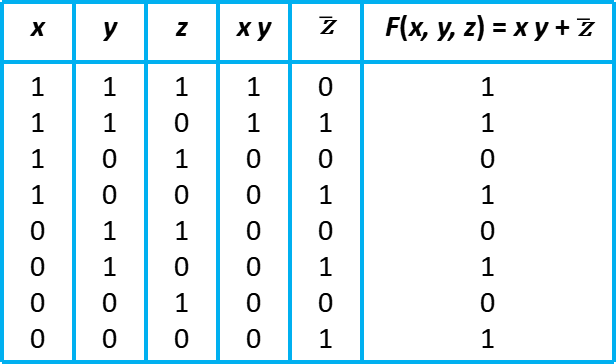 x y z x y z̅ F(x, y, z) = x y + z̅
1 1 1 1 0 1
1 1 0 1 1 1
1 0 1 0 0 0
1 0 0 0 1 1
0 1 1 0 0 0
0 1 0 0 1 1
0 0 1 0 0 0
0 0 0 0 1 1